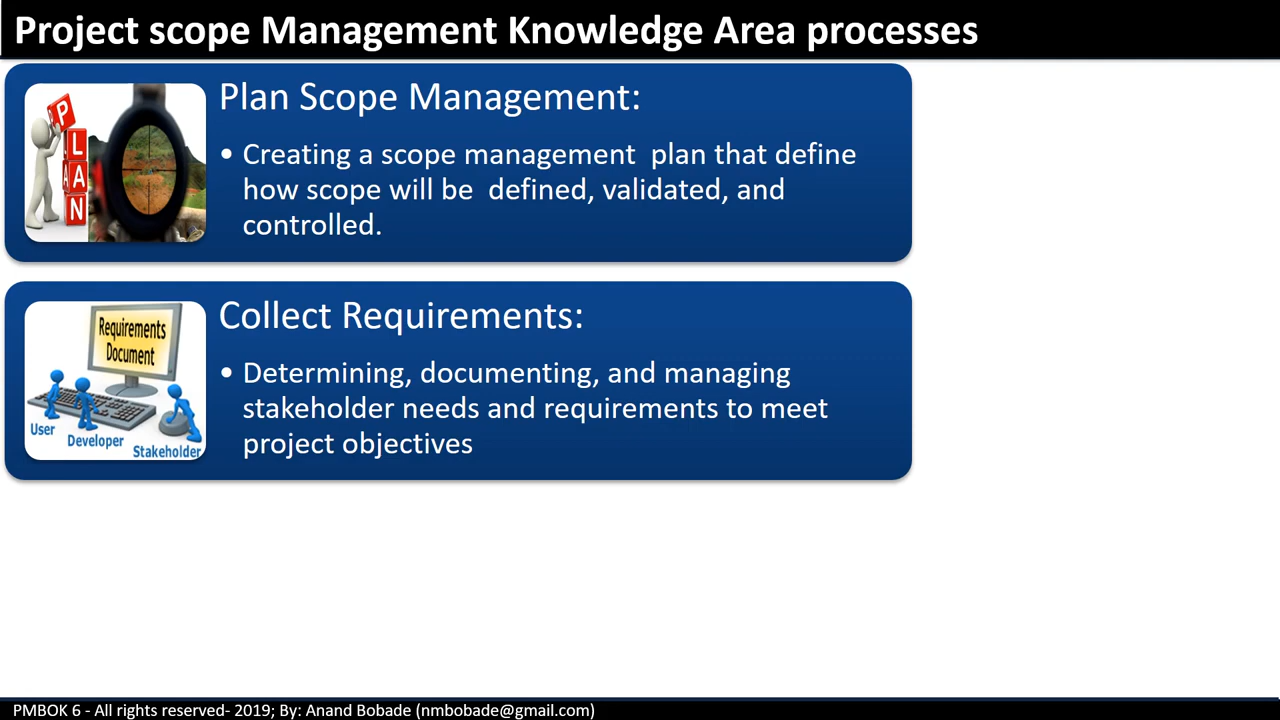 Project scope Management Knowledge Area processes
P
L
A
A
N
Plan Scope Management:
• Creating a scope management  plan that define
how scope will be  defined, validated, and
controlled.
Requirements
Document
User
Developer
Stakeholder
Collect Requirements:
• Determining, documenting, and managing
stakeholder needs and requirements to meet
project objectives
PMBOK 6 - All rights reserved- 2019; By: Anand Bobade (nmbobade@gmail.com)